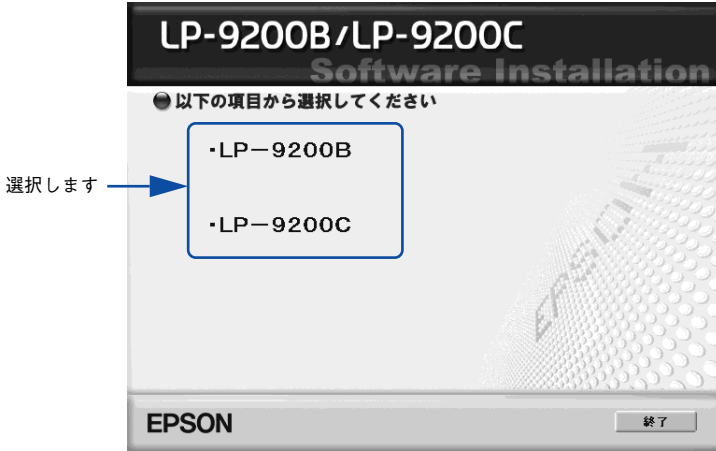 LP-9200B/LP-9200C
Software Installation
以下の項目から選択してください
・LP－9200B
選択します
・LP－9200C
EPSON
EPSON
終了